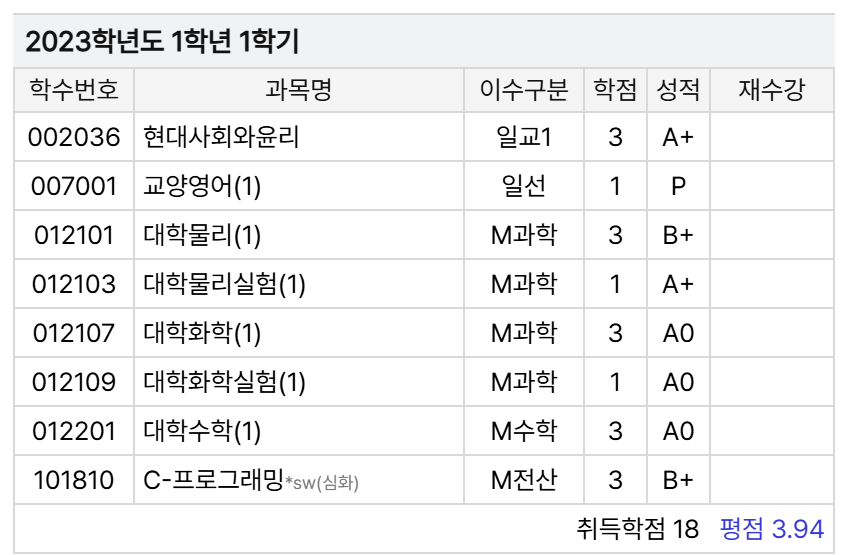 2023학년도 1학년 1학기
학수번호 과목명 이수구분 학점 성적 재수강
002036 현대사회와윤리 일교1 3 A+
007001 교양영어(1) 일선 1 P
012101 대학물리(1) M과학 3 B+
012103 대학물리실험(1) M과학 1 A+
012107 대학화학(1) M과학 3 A0
012109 대학화학실험(1) M과학 1 A0
012201 대학수학(1) M수학 3 A0
101810 C-프로그래밍*sw(심화) M전산 3 B+
취득학점 18 평점 3.94